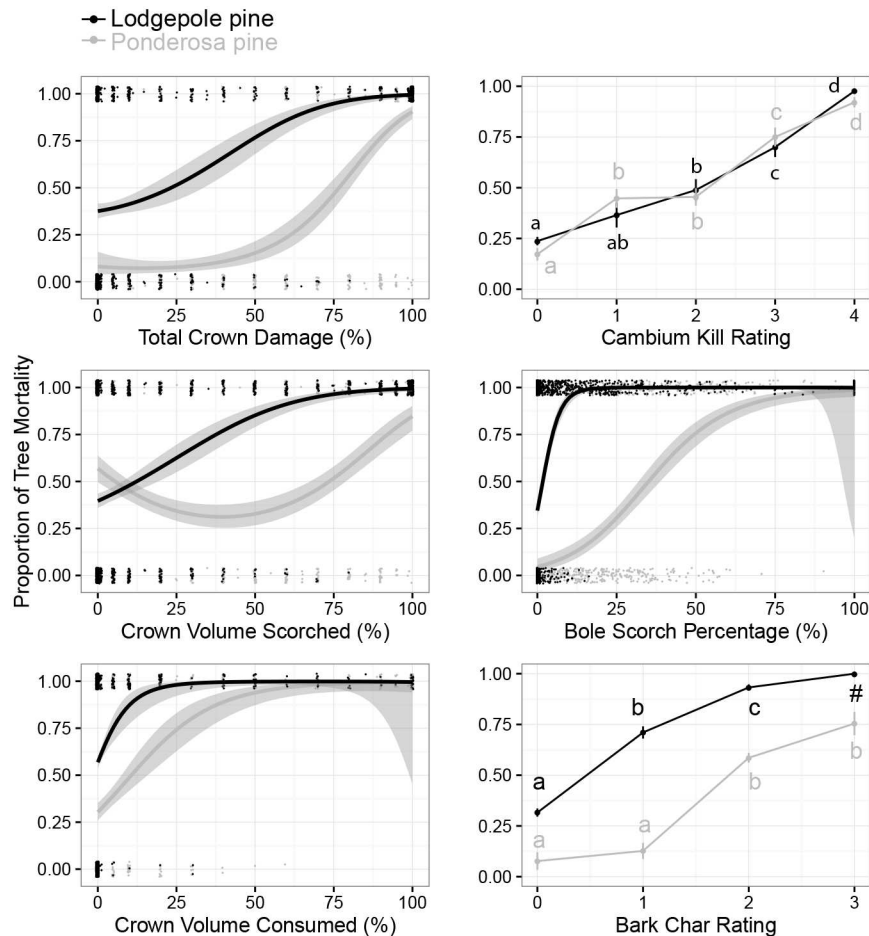 Lodgepole pine
Ponderosa pine
Proportion of Tree Mortality
1.00
0.75
0.50
0.25
0.00
0 25 50 75 100
Total Crown Damage (%)
1.00
0.75
0.50
0.25
0.00
a
a
b
ab
b
b
c
c
d
d
0 1 2 3 4
Cambium Kill Rating
1.00
0.75
0.50
0.25
0.00
0 25 50 75 100
Crown Volume Scorched (%)
1.00
0.75
0.50
0.25
0.00
0 25 50 75 100
Bole Scorch Percentage (%)
1.00
0.75
0.50
0.25
0.00
0 25 50 75 100
Crown Volume Consumed (%)
1.00
0.75
0.50
0.25
0.00
a
a
b
a
c
b
#
b
0 1 2 3
Bark Char Rating